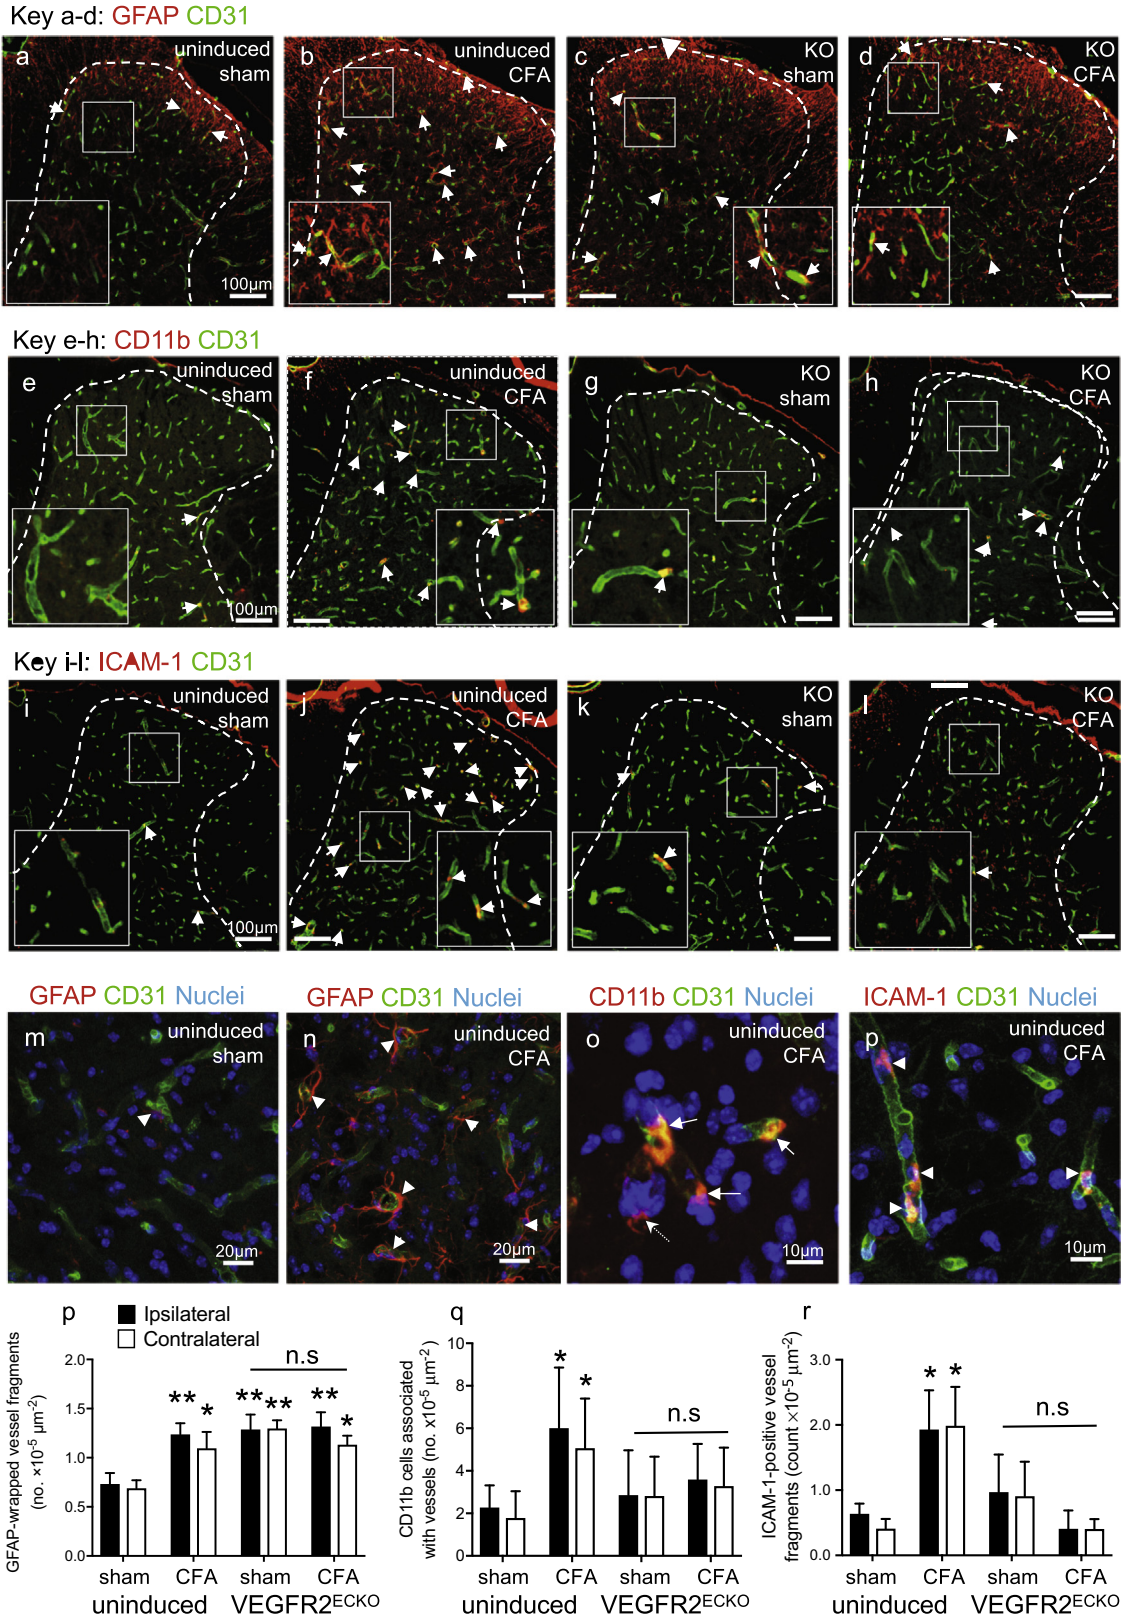 Key a-d: GFAP CD31
a
uninduced
sham
100µm
b
uninduced
CFA
c
KO
sham
d
KO
CFA
Key e-h: CD11b CD31
e
uninduced
sham
100µm
f
uninduced
CFA
g
KO
sham
h
KO
CFA
Key i-l: ICAM-1 CD31
i
uninduced
sham
100µm
j
uninduced
CFA
k
KO
sham
l
KO
CFA
GFAP CD31 Nuclei
m
uninduced
sham
20µm
GFAP CD31 Nuclei
n
uninduced
CFA
20µm
CD11b CD31 Nuclei
o
uninduced
CFA
10µm
ICAM-1 CD31 Nuclei
p
uninduced
CFA
10µm
p
Ipsilateral
Contralateral
GFAP-wrapped vessel fragments
(no. ×10⁻⁵ µm⁻²)
2.0
1.5
1.0
0.5
0.0
** * ** ** ** *
n.s
sham CFA sham CFA
uninduced VEGFR2ᴱᶜᴷᴼ
q
CD11b cells associated
with vessels (no. x10⁻⁵ µm⁻²)
10
8
6
4
2
0
* *
n.s
sham CFA sham CFA
uninduced VEGFR2ᴱᶜᴷᴼ
r
ICAM-1-positive vessel
fragments (count ×10⁻⁵ µm⁻²)
3.0
2.0
1.0
0.0
* *
n.s
sham CFA sham CFA
uninduced VEGFR2ᴱᶜᴷᴼ